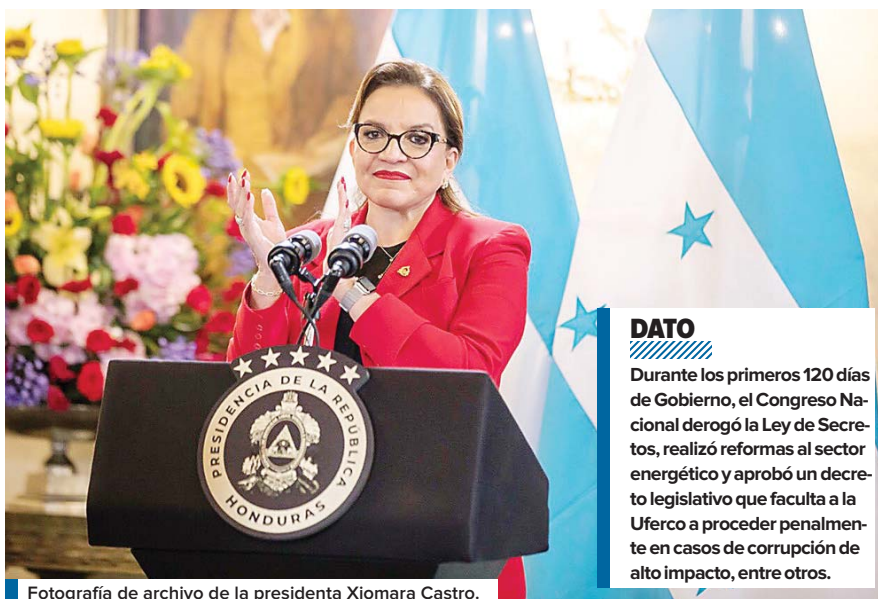 PRESIDENCIA DE LA REPÚBLICA
HONDURAS
DATO
Durante los primeros 120 días
de Gobierno, el Congreso Na-
cional derogó la Ley de Secre-
tos, realizó reformas al sector
energético y aprobó un decre-
to legislativo que faculta a la
Uferco a proceder penalmen-
te en casos de corrupción de
alto impacto, entre otros.
Fotografía de archivo de la presidenta Xiomara Castro.